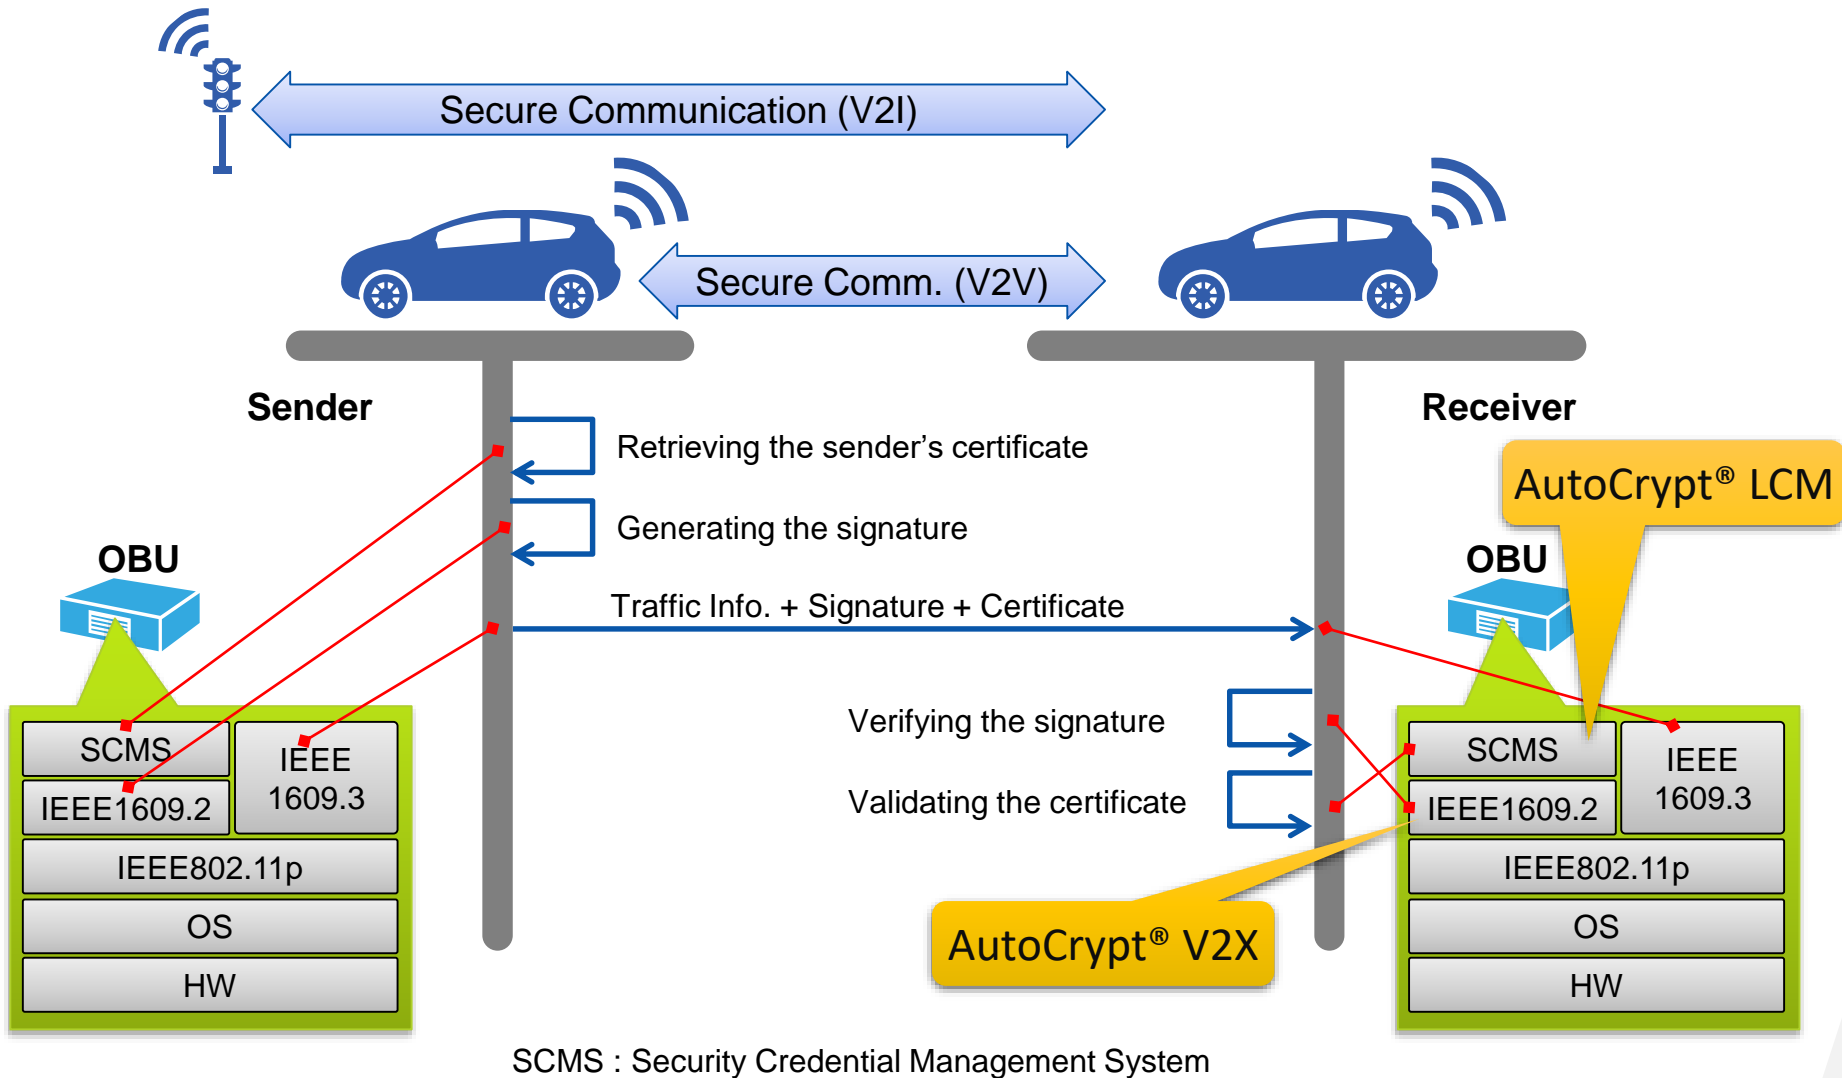 Secure Communication (V2I)
Secure Comm. (V2V)
Sender
Receiver
Retrieving the sender’s certificate
AutoCrypt® LCM
Generating the signature
OBU
OBU
Traffic Info. + Signature + Certificate
Verifying the signature
Validating the certificate
SCMS
IEEE
1609.3
IEEE1609.2
IEEE802.11p
OS
HW
SCMS
IEEE
1609.3
IEEE1609.2
IEEE802.11p
OS
HW
AutoCrypt® V2X
SCMS : Security Credential Management System